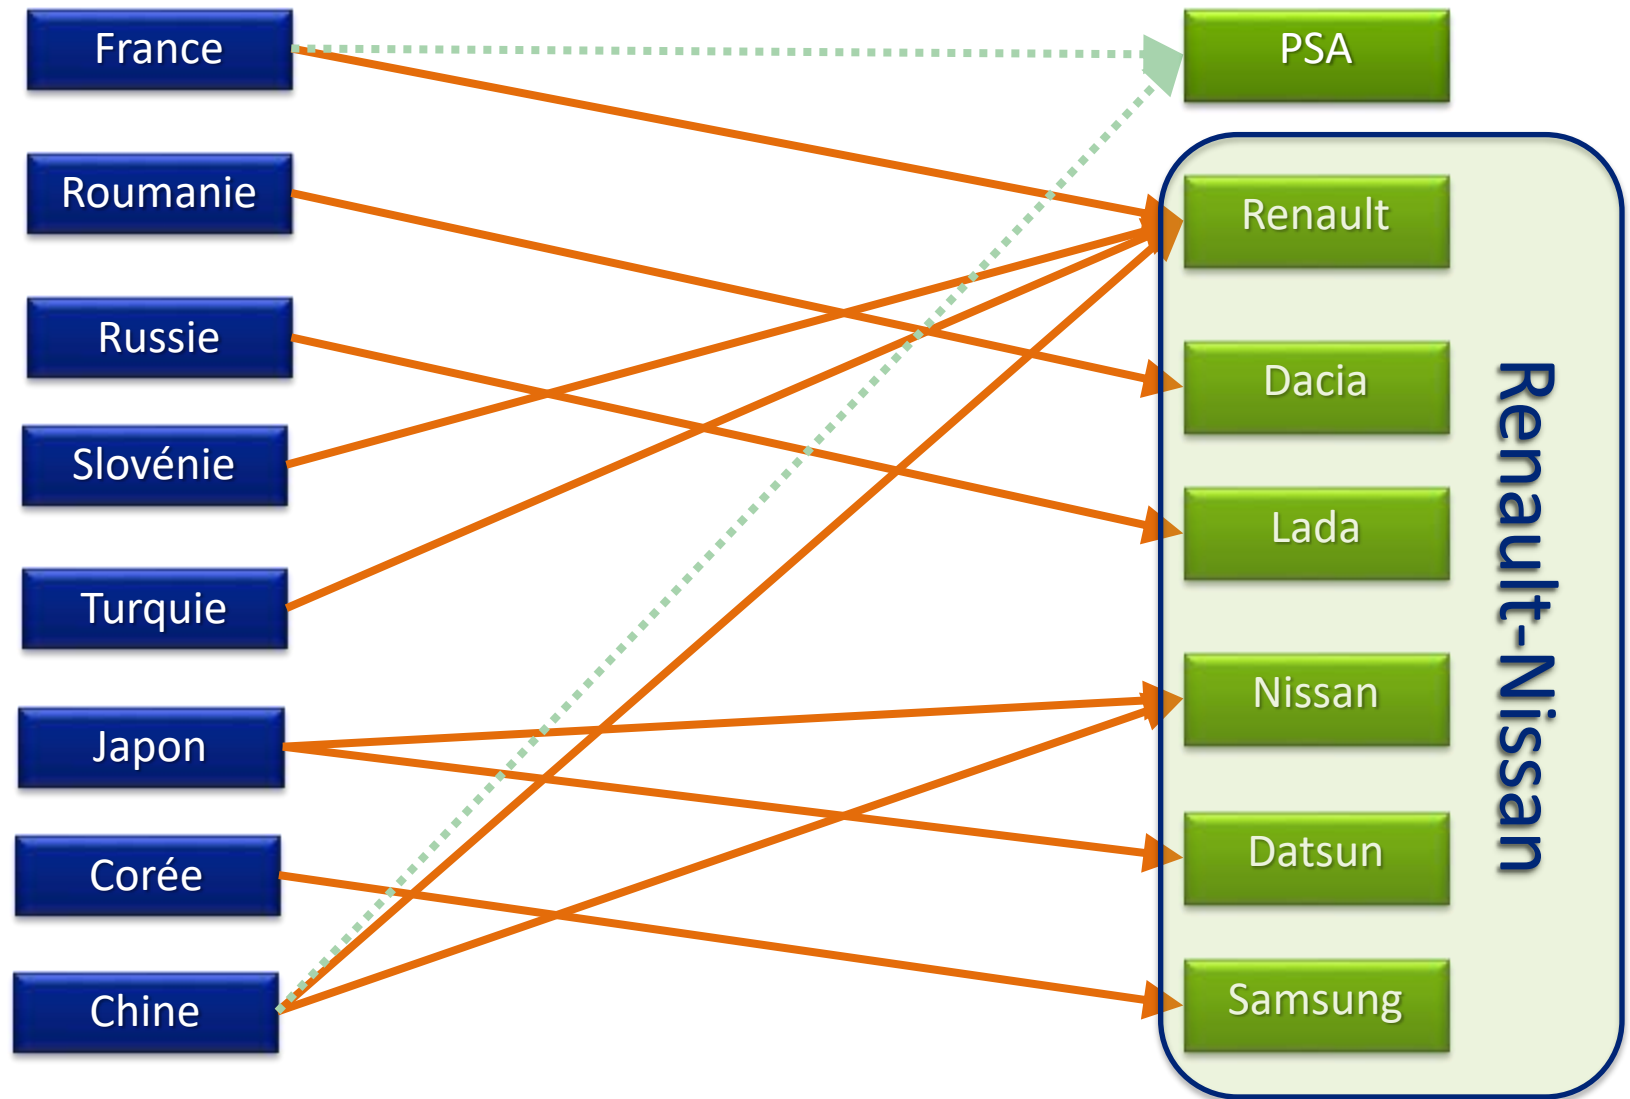 France
PSA
Roumanie
Renault
Russie
Dacia
Slovénie
Lada
Turquie
Nissan
Japon
Datsun
Corée
Samsung
Chine
Renault-Nissan